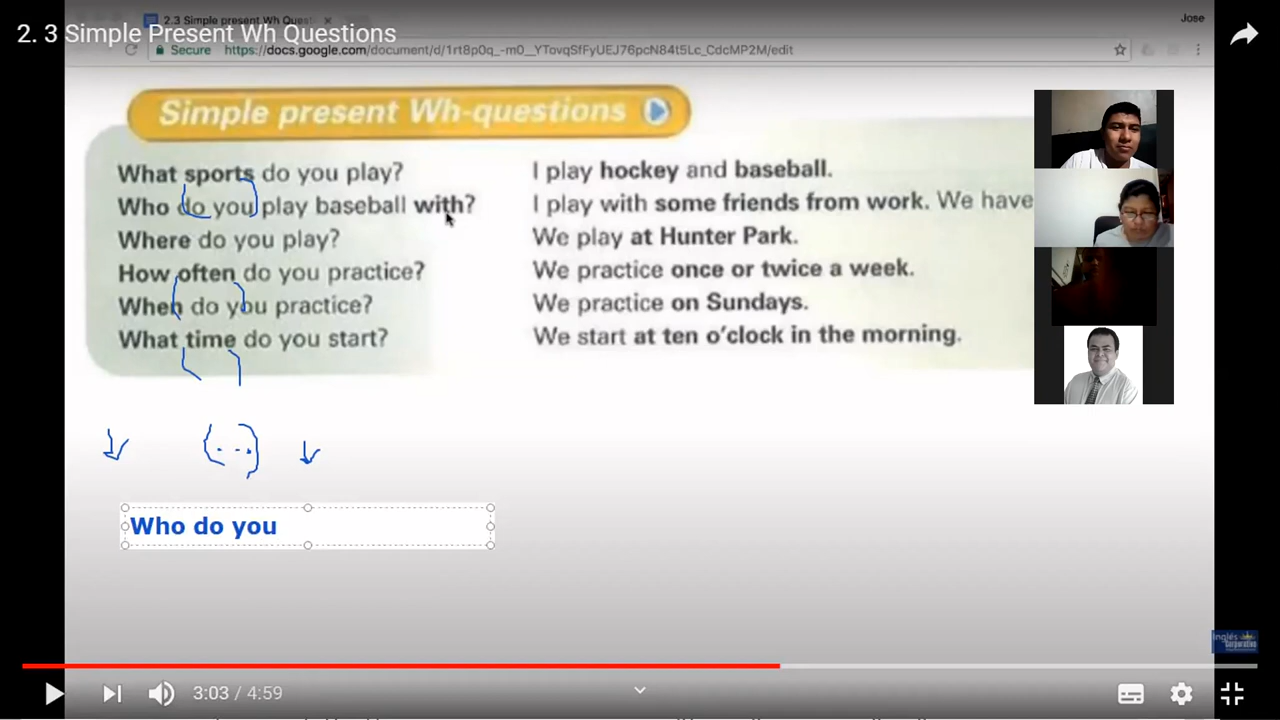 2.3 Simple Present Wh Quest
Jose
2. 3 Simple Present Wh Questions
Secure https://docs.google.com/document/d/1rt8p0q_-m0__YTovqSfFyUEJ76pcN84t5Lc_CdcMP2M/edit
Simple present Wh-questions
What sports do you play? I play hockey and baseball.
Who do you play baseball with? I play with some friends from work. We have
Where do you play? We play at Hunter Park.
How often do you practice? We practice once or twice a week.
When do you practice? We practice on Sundays.
What time do you start? We start at ten o'clock in the morning.
Who do you
Inglés
Corporativo
3:03 / 4:59